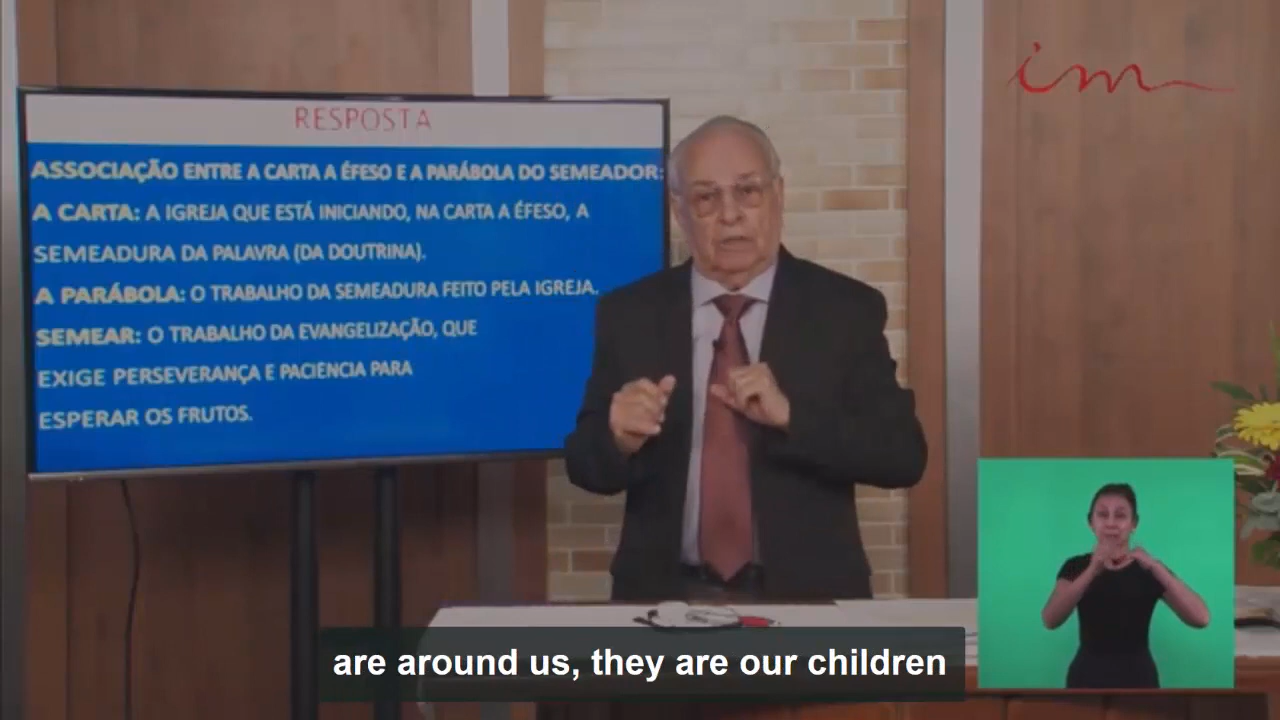 im
RESPOSTA
ASSOCIAÇÃO ENTRE A CARTA A ÉFESO E A PARÁBOLA DO SEMEADOR:
A CARTA: A IGREJA QUE ESTÁ INICIANDO, NA CARTA A ÉFESO, A
SEMEADURA DA PALAVRA (DA DOUTRINA).
A PARÁBOLA: O TRABALHO DA SEMEADURA FEITO PELA IGREJA.
SEMEAR: O TRABALHO DA EVANGELIZAÇÃO, QUE
EXIGE PERSEVERANÇA E PACIÊNCIA PARA
ESPERAR OS FRUTOS.
are around us, they are our children